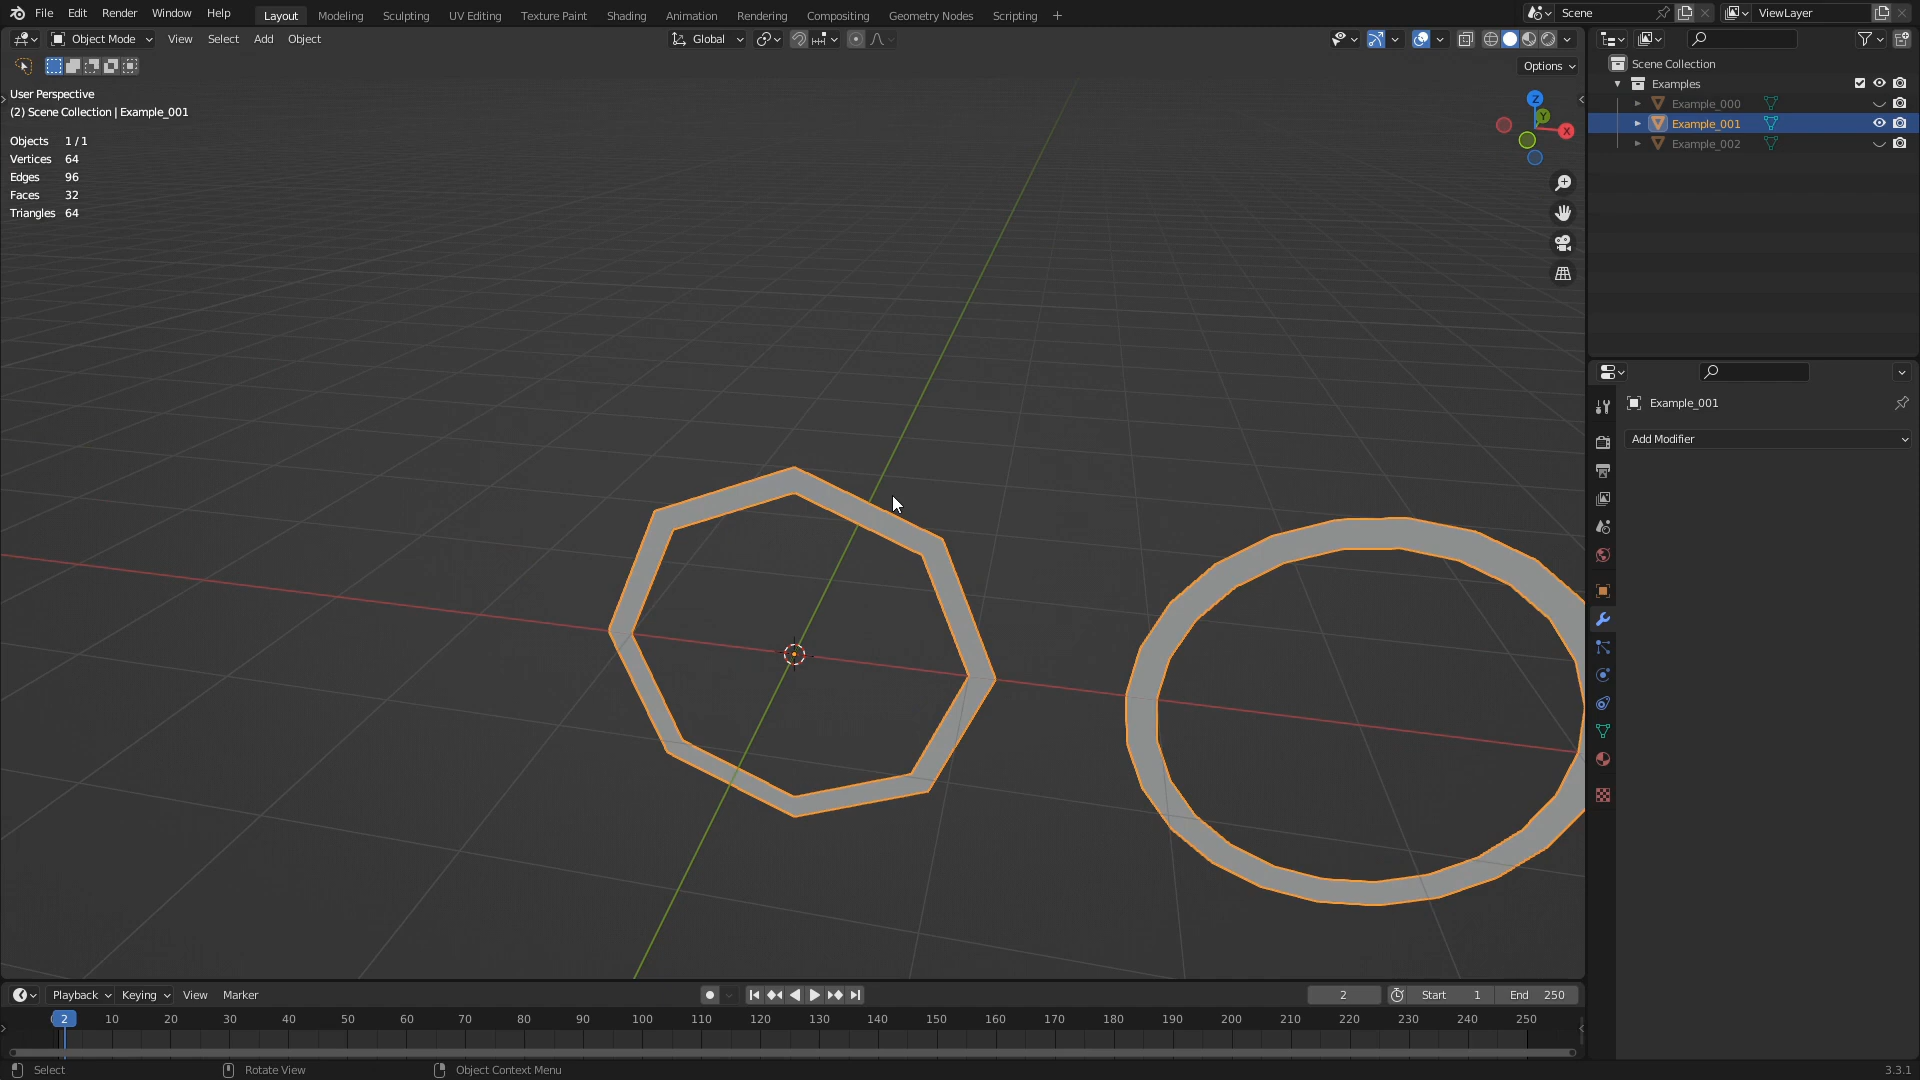 File Edit Render Window Help Layout Modeling Sculpting UV Editing Texture Paint Shading Animation Rendering Compositing Geometry Nodes Scripting + Scene ViewLayer
Object Mode View Select Add Object Global
Options
User Perspective
(2) Scene Collection | Example_001
Objects 1 / 1
Vertices 64
Edges 96
Faces 32
Triangles 64
Z
Y
X
Scene Collection
Examples
Example_000
Example_001
Example_002
Example_001
Add Modifier
Playback Keying View Marker 2 Start 1 End 250
2 10 20 30 40 50 60 70 80 90 100 110 120 130 140 150 160 170 180 190 200 210 220 230 240 250
Select Rotate View Object Context Menu 3.3.1